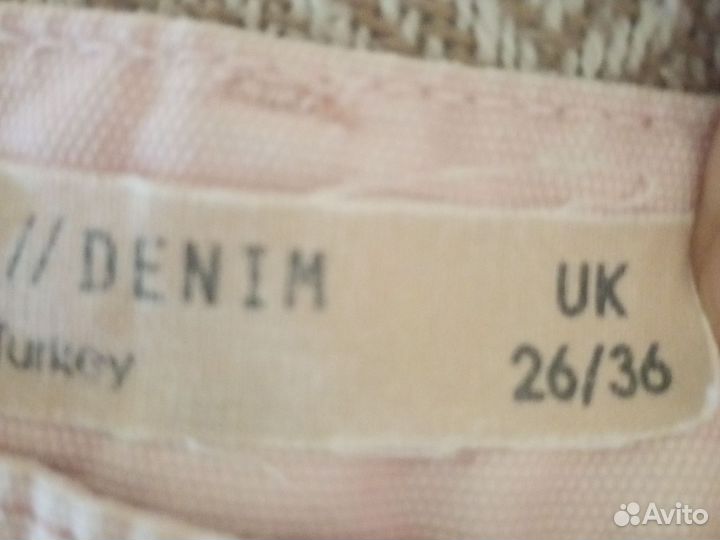 // DENIM
Turkey
UK
26/36
Avito